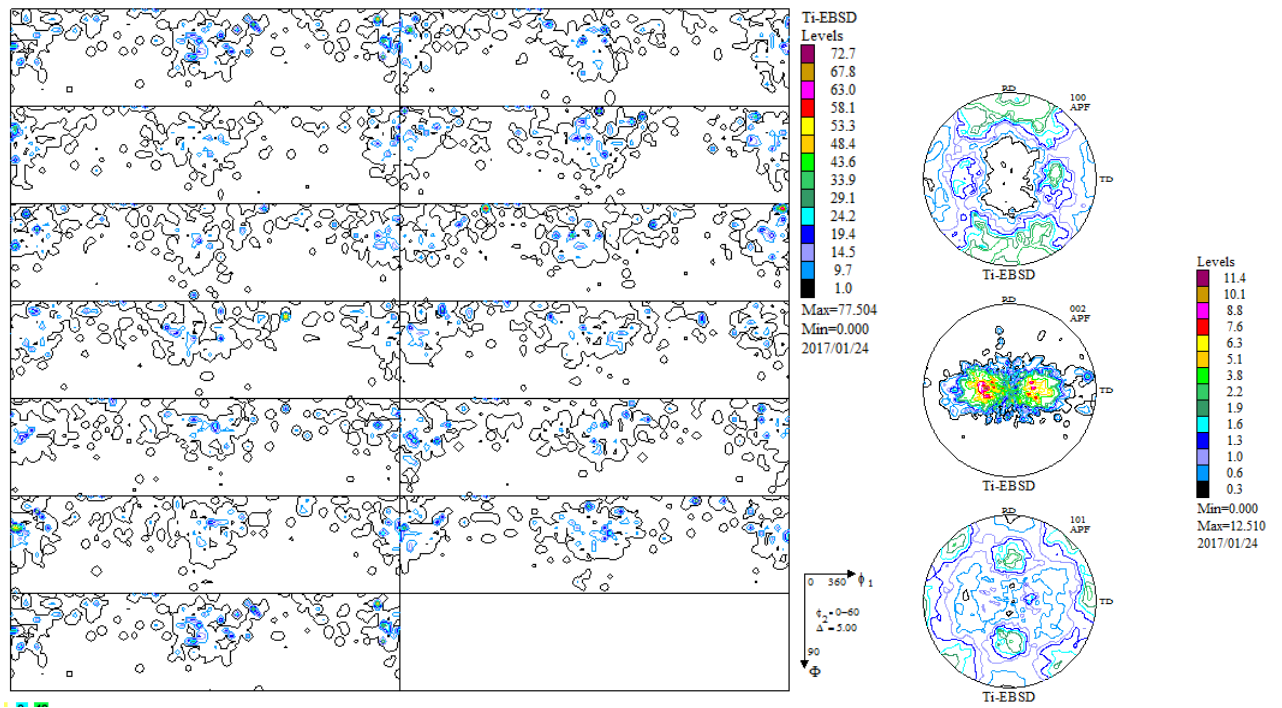 Ti-EBSD
Levels
72.7
67.8
63.0
58.1
53.3
48.4
43.6
33.9
29.1
24.2
19.4
14.5
9.7
1.0
Max=77.504
Min=0.000
2017/01/24
0 360 ϕ1
ϕ2=0-60
Δ=5.00
90
Φ
RD
100
APF
TD
Ti-EBSD
RD
002
APF
TD
Ti-EBSD
RD
101
APF
TD
Ti-EBSD
Levels
11.4
10.1
8.8
7.6
6.3
5.1
3.8
2.2
1.9
1.6
1.3
1.0
0.6
0.3
Min=0.000
Max=12.510
2017/01/24